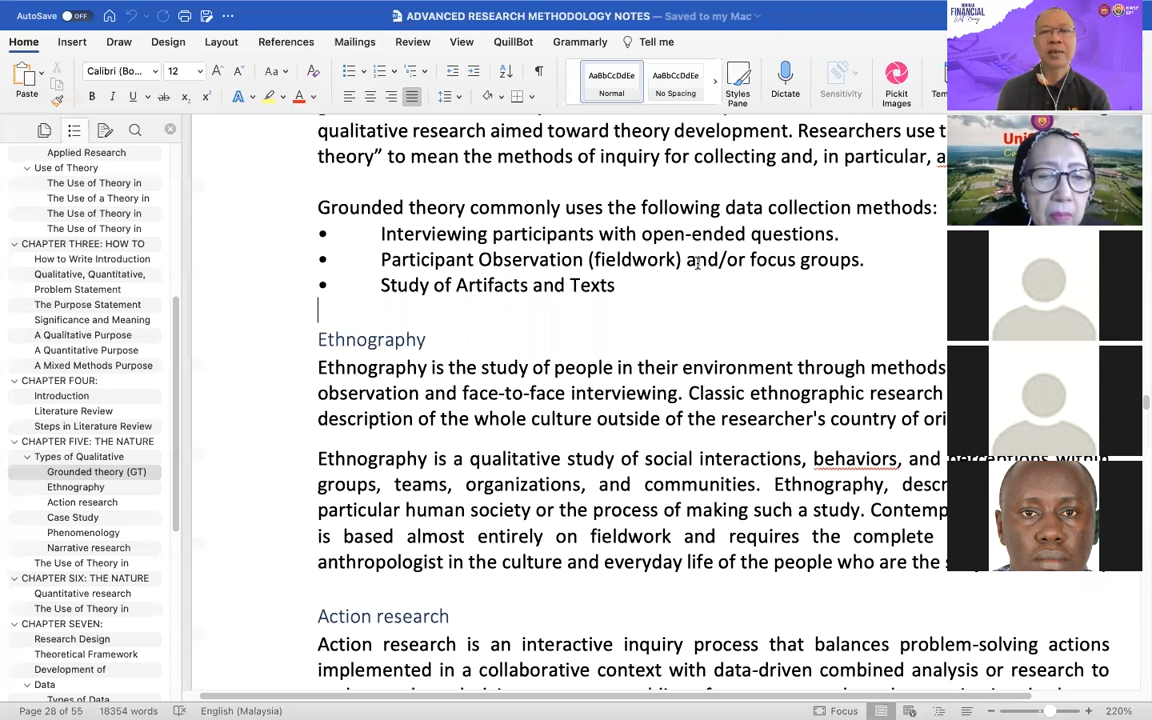 AutoSave OFF
ADVANCED RESEARCH METHODOLOGY NOTES — Saved to my Mac
Home Insert Draw Design Layout References Mailings Review View QuillBot Grammarly Tell me
Paste
Calibri (Bo... 12
AaBbCcDdEe
Normal
AaBbCcDdEe
No Spacing
Styles
Pane
Dictate
Sensitivity
Pickit
Images
FINANCIAL
Applied Research
Use of Theory
The Use of Theory in
The Use of a Theory in
The Use of Theory in
The Use of Theory in
CHAPTER THREE: HOW TO
How to Write Introduction
Qualitative, Quantitative,
Problem Statement
The Purpose Statement
Significance and Meaning
A Qualitative Purpose
A Quantitative Purpose
A Mixed Methods Purpose
CHAPTER FOUR:
Introduction
Literature Review
Steps in Literature Review
CHAPTER FIVE: THE NATURE
Types of Qualitative
Grounded theory (GT)
Ethnography
Action research
Case Study
Phenomenology
Narrative research
The Use of Theory in
CHAPTER SIX: THE NATURE
Quantitative research
The Use of Theory in
CHAPTER SEVEN:
Research Design
Theoretical Framework
Development of
Data
Types of Data
qualitative research aimed toward theory development. Researchers use t
theory” to mean the methods of inquiry for collecting and, in particular, a
Grounded theory commonly uses the following data collection methods:
• Interviewing participants with open-ended questions.
• Participant Observation (fieldwork) and/or focus groups.
• Study of Artifacts and Texts
Ethnography
Ethnography is the study of people in their environment through methods
observation and face-to-face interviewing. Classic ethnographic research
description of the whole culture outside of the researcher's country of ori
Ethnography is a qualitative study of social interactions, behaviors, and perceptions within
groups, teams, organizations, and communities. Ethnography, descr
particular human society or the process of making such a study. Contemp
is based almost entirely on fieldwork and requires the complete
anthropologist in the culture and everyday life of the people who are the
Action research
Action research is an interactive inquiry process that balances problem-solving actions
implemented in a collaborative context with data-driven combined analysis or research to
Page 28 of 55 18354 words English (Malaysia) Focus 220%